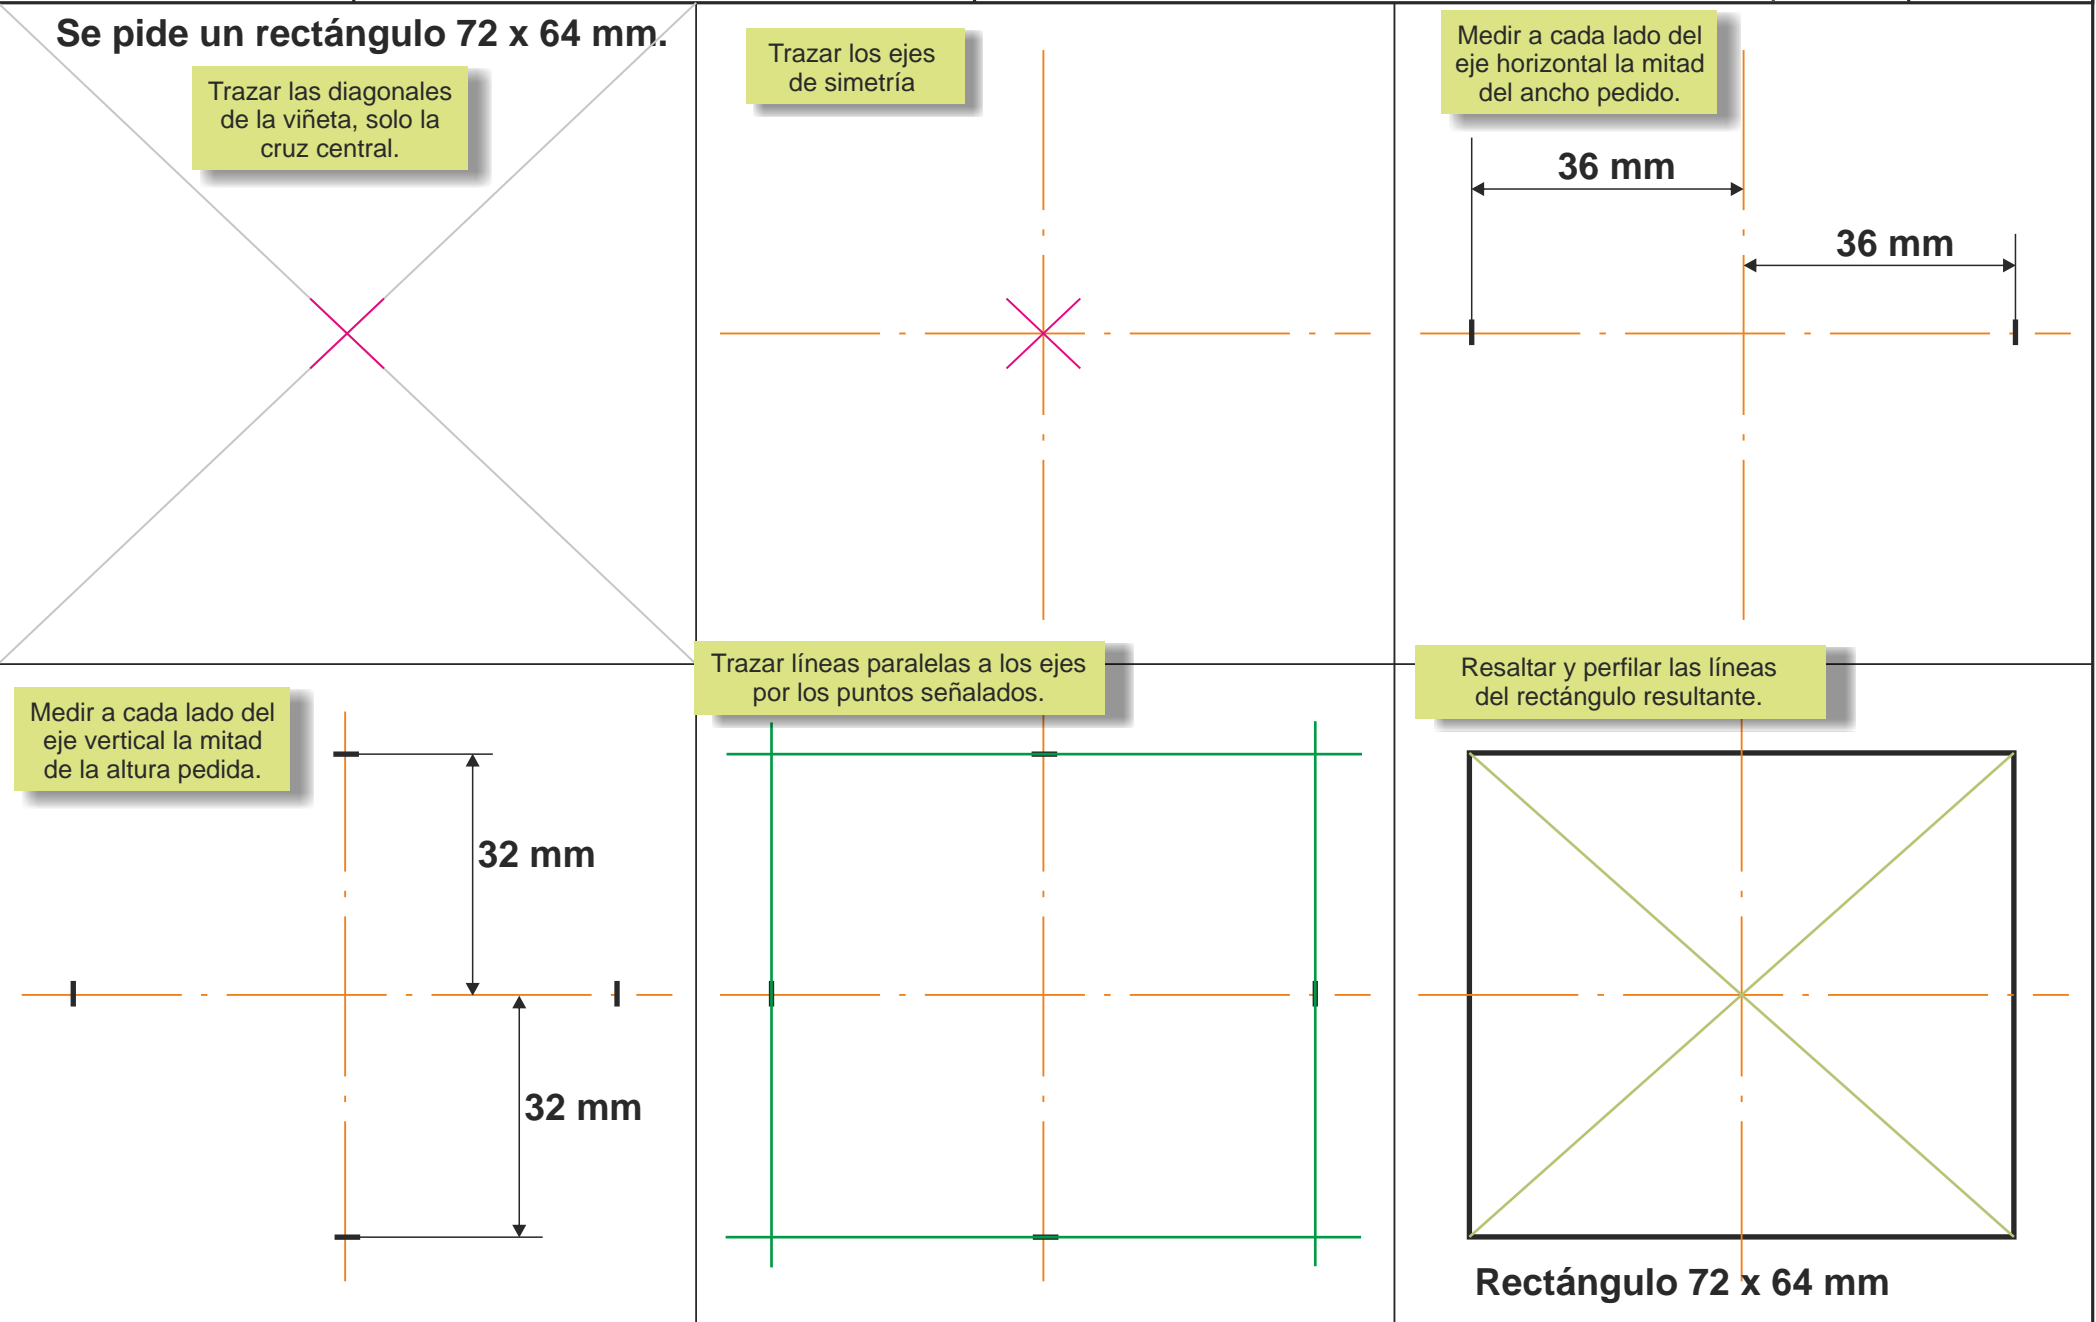 Se pide un rectángulo 72 x 64 mm.
Trazar las diagonales
de la viñeta, solo la
cruz central.
Trazar los ejes
de simetría
Medir a cada lado del
eje horizontal la mitad
del ancho pedido.
36 mm
36 mm
Medir a cada lado del
eje vertical la mitad
de la altura pedida.
32 mm
32 mm
Trazar líneas paralelas a los ejes
por los puntos señalados.
Resaltar y perfilar las líneas
del rectángulo resultante.
Rectángulo 72 x 64 mm